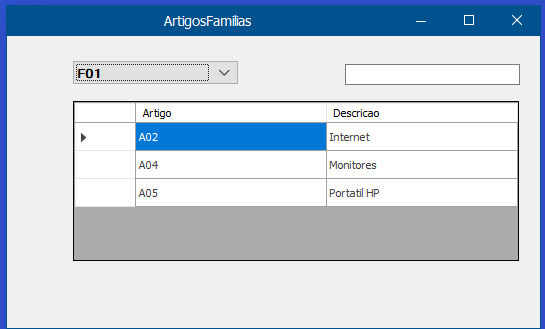 ArtigosFamilias
F01
Artigo Descricao
A02 Internet
A04 Monitores
A05 Portatil HP